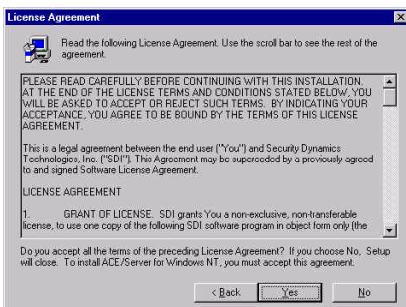 License Agreement
Read the following License Agreement. Use the scroll bar to see the rest of the
agreement.
PLEASE READ CAREFULLY BEFORE CONTINUING WITH THIS INSTALLATION.
AT THE END OF THE LICENSE TERMS AND CONDITIONS STATED BELOW, YOU
WILL BE ASKED TO ACCEPT OR REJECT SUCH TERMS. BY INDICATING YOUR
ACCEPTANCE, YOU AGREE TO BE BOUND BY THE TERMS OF THIS LICENSE
AGREEMENT.
This is a legal agreement between the end user ("You") and Security Dynamics
Technologies, Inc. ("SDI"). This Agreement may be superceded by a previously agreed
to and signed Software License Agreement.
LICENSE AGREEMENT
1. GRANT OF LICENSE. SDI grants You a non-exclusive, non-transferable
license, to use one copy of the following SDI software program in object form only (the
Do you accept all the terms of the preceding License Agreement? If you choose No, Setup
will close. To install ACE/Server for Windows NT, you must accept this agreement.
< Back Yes No